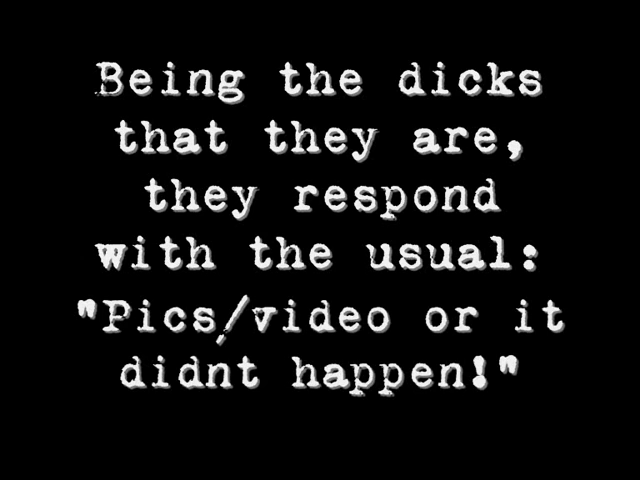 Being the dicks
that they are,
they respond
with the usual:
"Pics/video or it
didnt happen!"